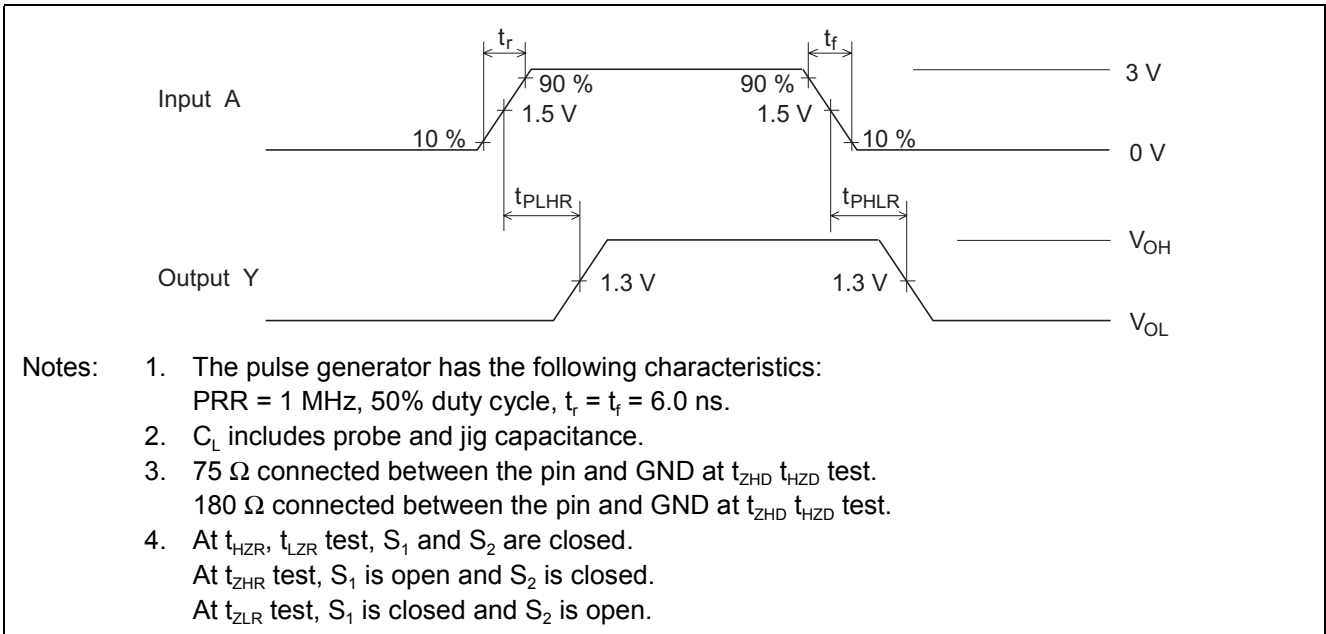 tr tf
90 % 90 % 3 V
Input A
1.5 V 1.5 V
10 % 10 % 0 V
tPLHR tPHLR
VOH
Output Y 1.3 V 1.3 V
VOL
Notes: 1. The pulse generator has the following characteristics:
PRR = 1 MHz, 50% duty cycle, tr = tf = 6.0 ns.
2. CL includes probe and jig capacitance.
3. 75 Ω connected between the pin and GND at tZHD tHZD test.
180 Ω connected between the pin and GND at tZHD tHZD test.
4. At tHZR, tLZR test, S1 and S2 are closed.
At tZHR test, S1 is open and S2 is closed.
At tZLR test, S1 is closed and S2 is open.